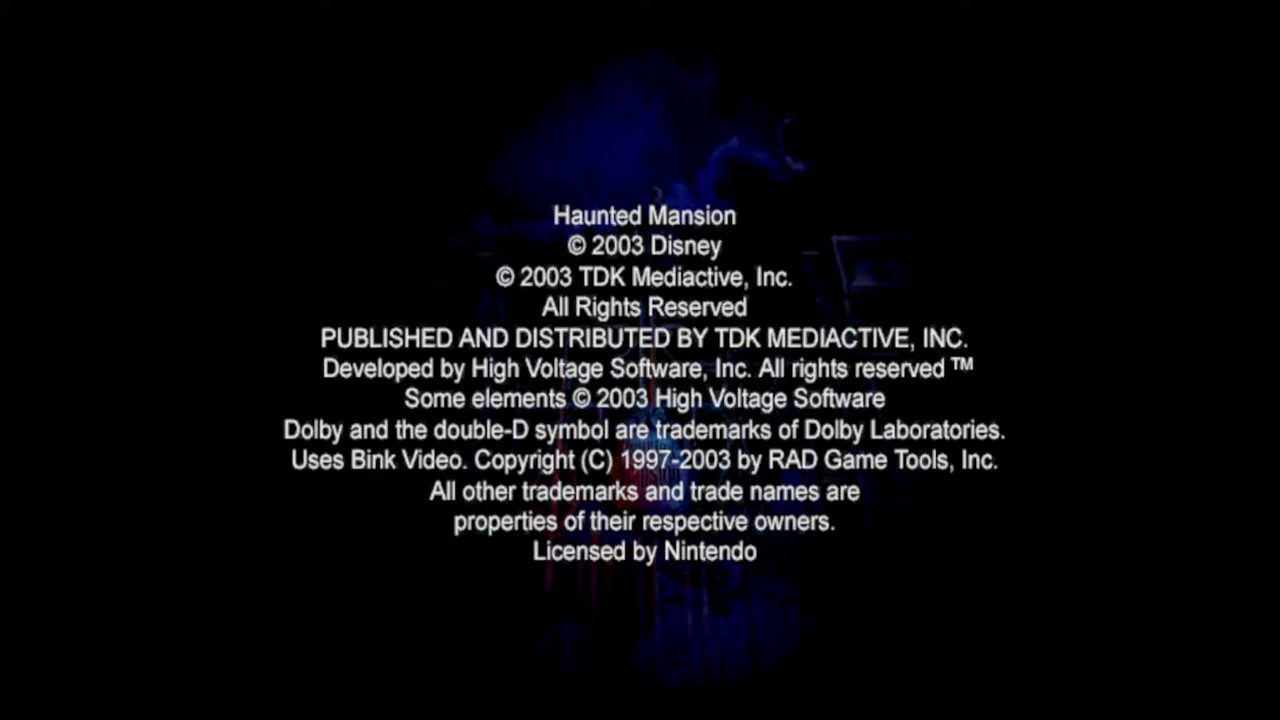 Haunted Mansion
© 2003 Disney
© 2003 TDK Mediactive, Inc.
All Rights Reserved
PUBLISHED AND DISTRIBUTED BY TDK MEDIACTIVE, INC.
Developed by High Voltage Software, Inc. All rights reserved ™
Some elements © 2003 High Voltage Software
Dolby and the double-D symbol are trademarks of Dolby Laboratories.
Uses Bink Video. Copyright (C) 1997-2003 by RAD Game Tools, Inc.
All other trademarks and trade names are
properties of their respective owners.
Licensed by Nintendo